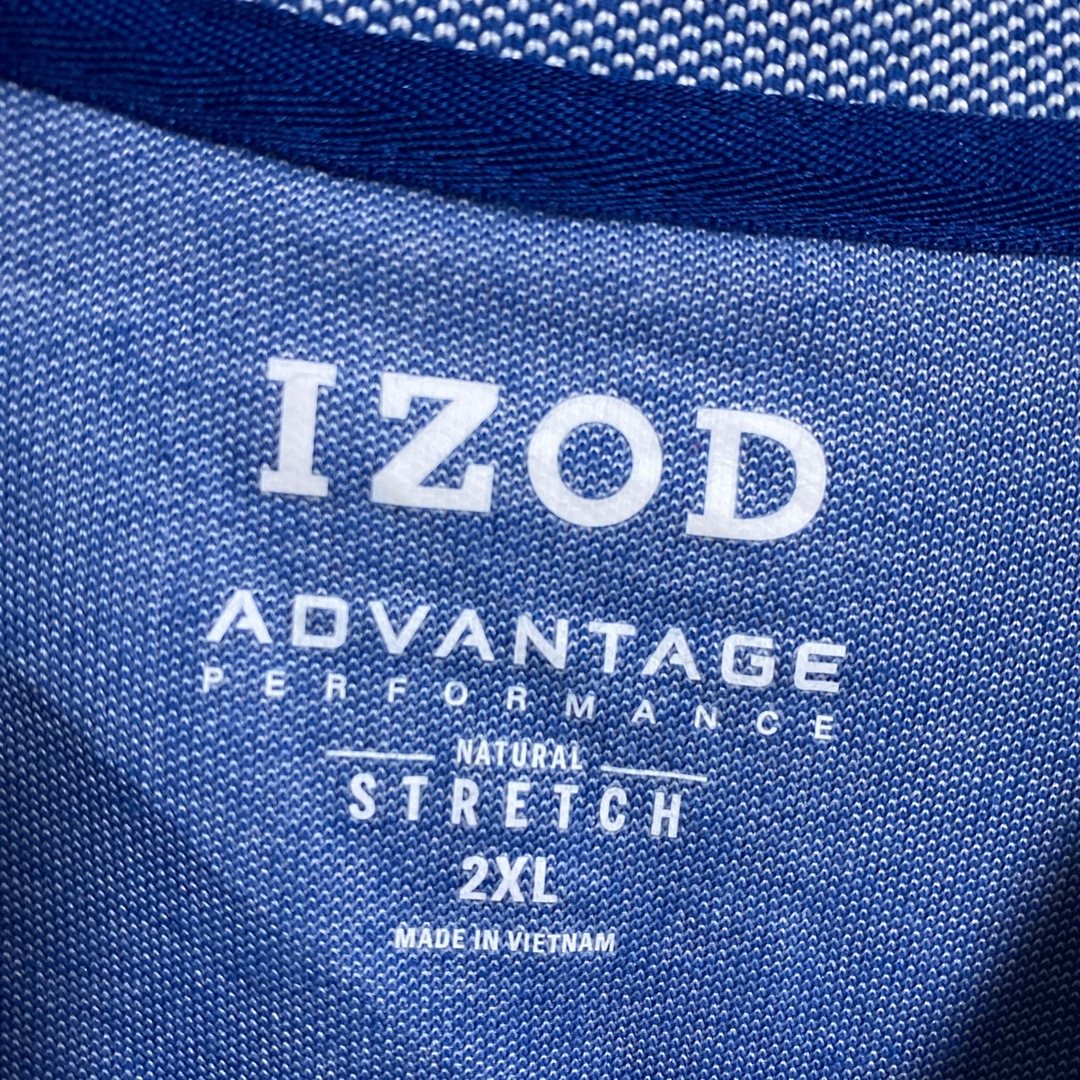 IZOD
ADVANTAGE
PERFORMANCE
NATURAL
STRETCH
2XL
MADE IN VIETNAM